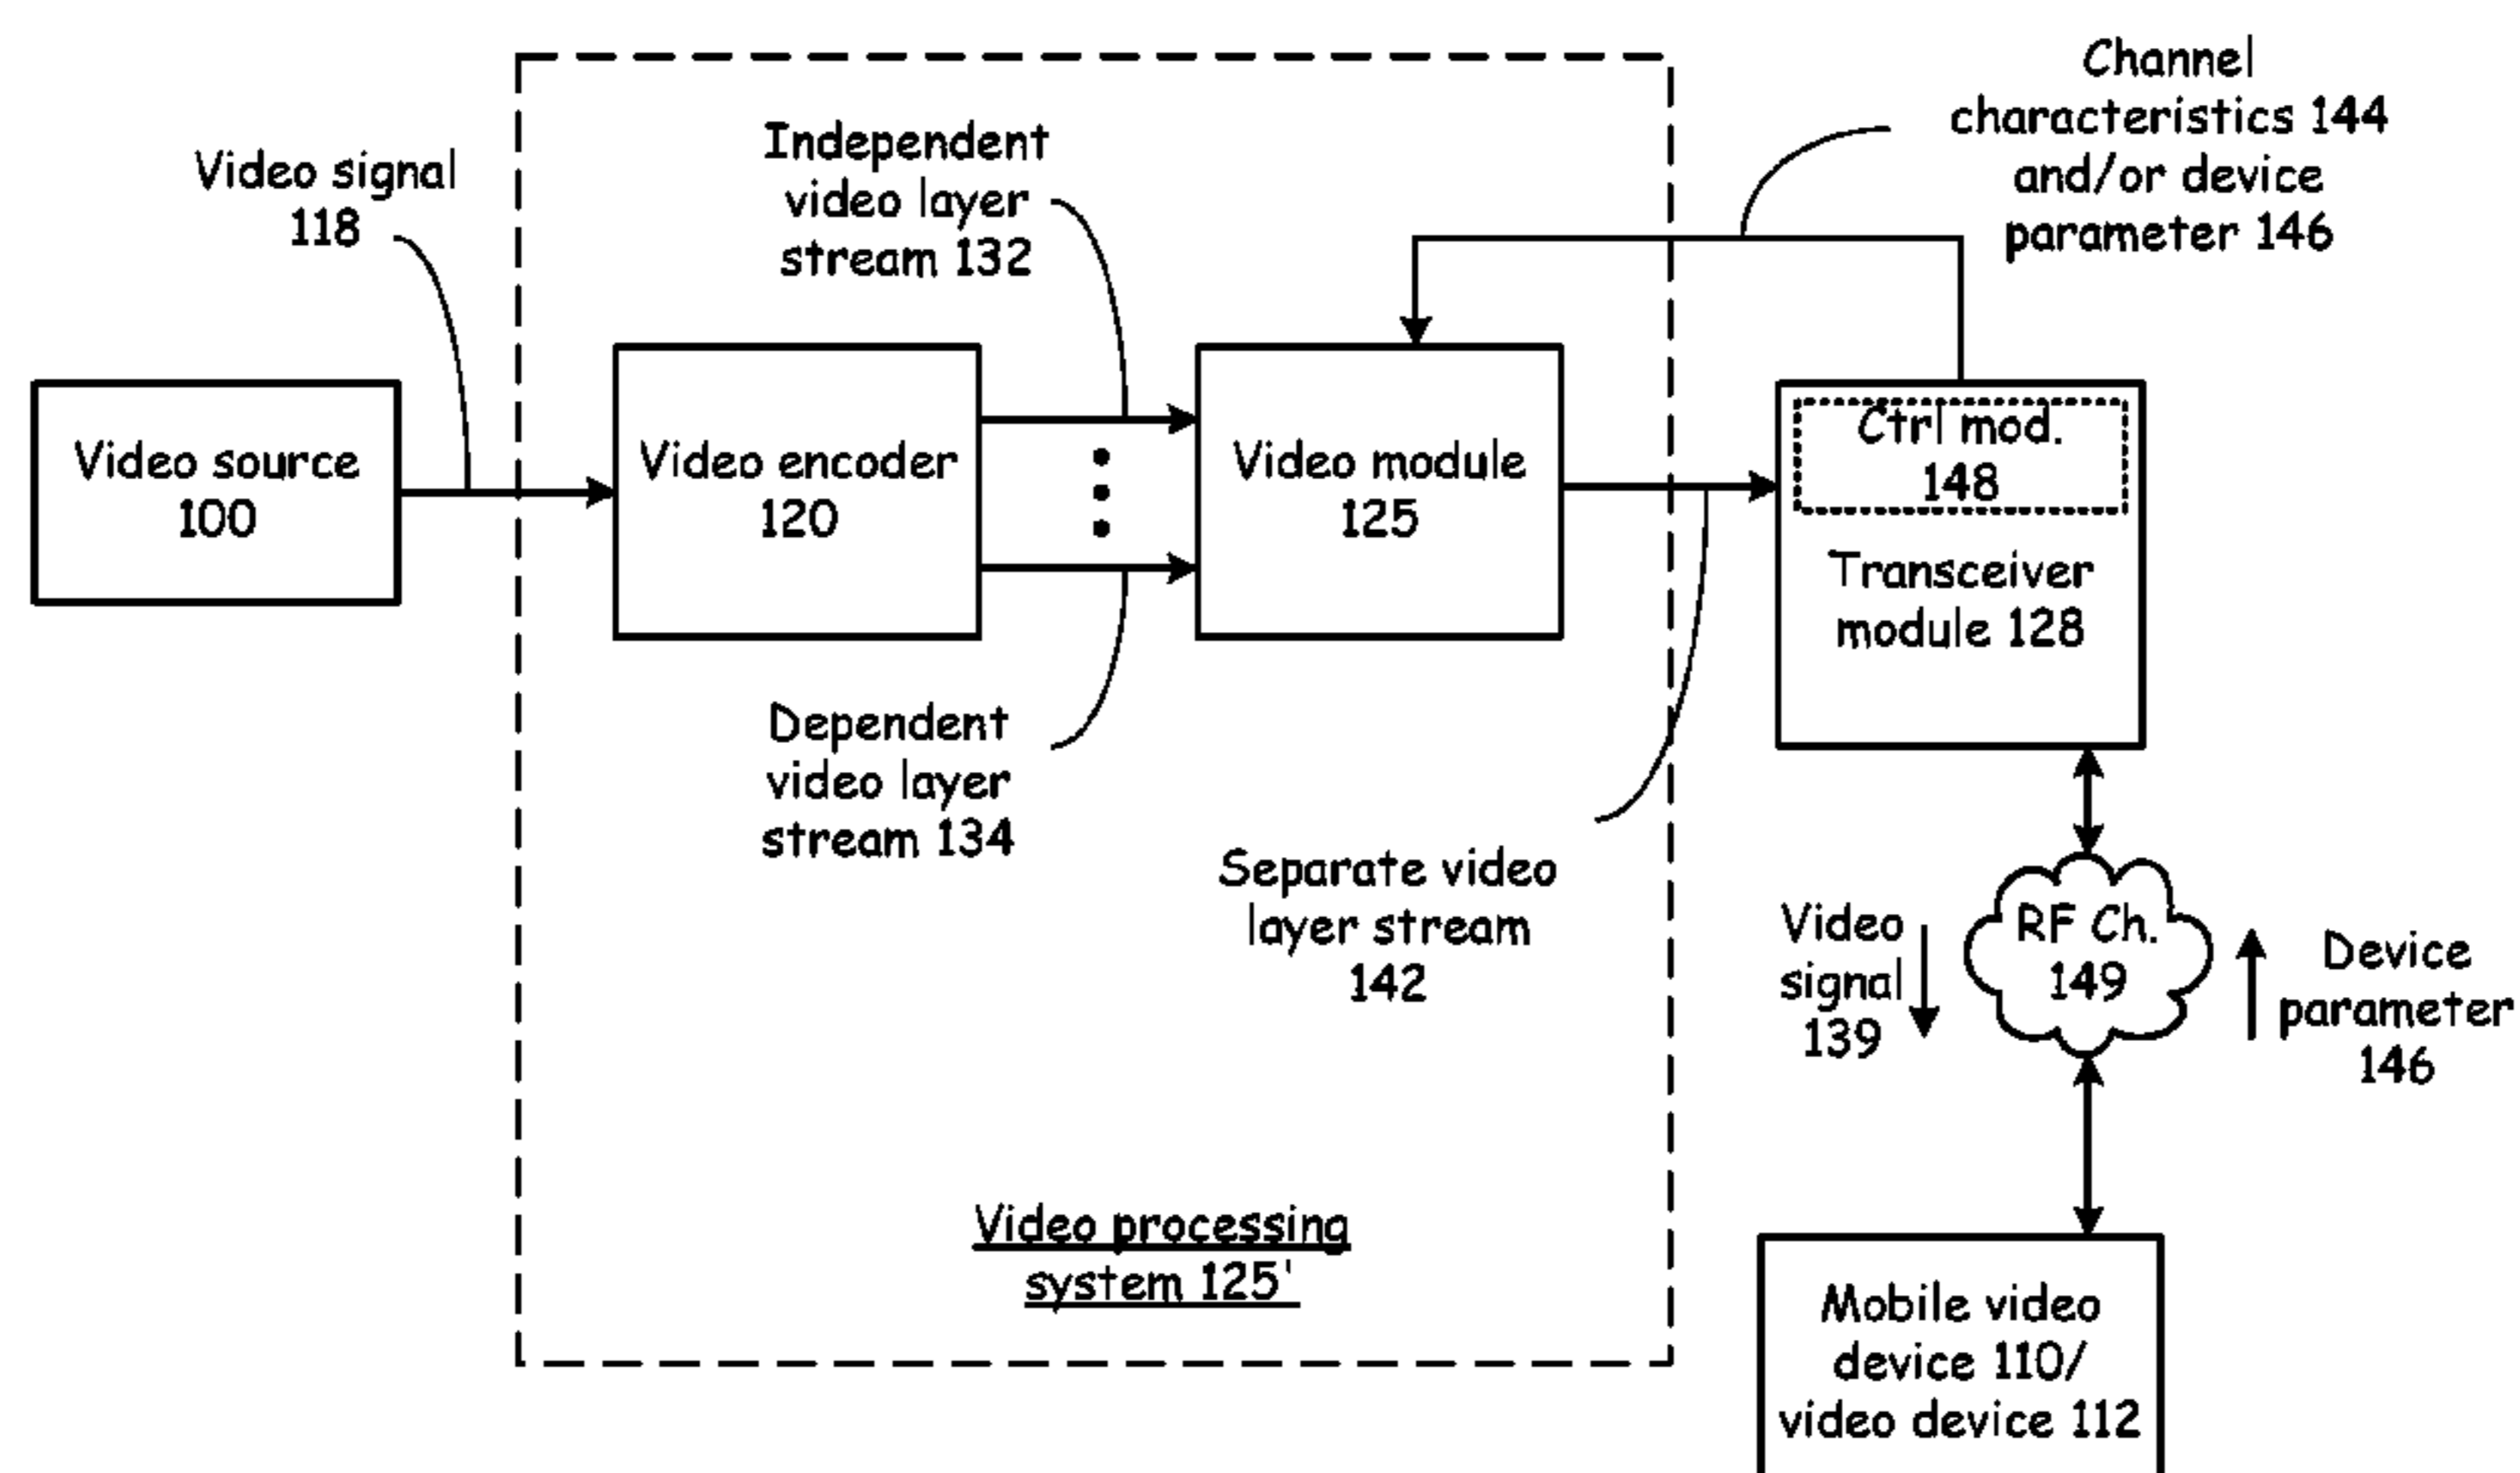 Channel
characteristics 144
and/or device
parameter 146
Independent
video layer
stream 132
Video signal
118
Video source
100
Video encoder
120
Video module
125
Ctrl mod.
148
Transceiver
module 128
Dependent
video layer
stream 134
Separate video
layer stream
142
Video
signal
139
RF Ch.
149
Device
parameter
146
Video processing
system 125'
Mobile video
device 110/
video device 112